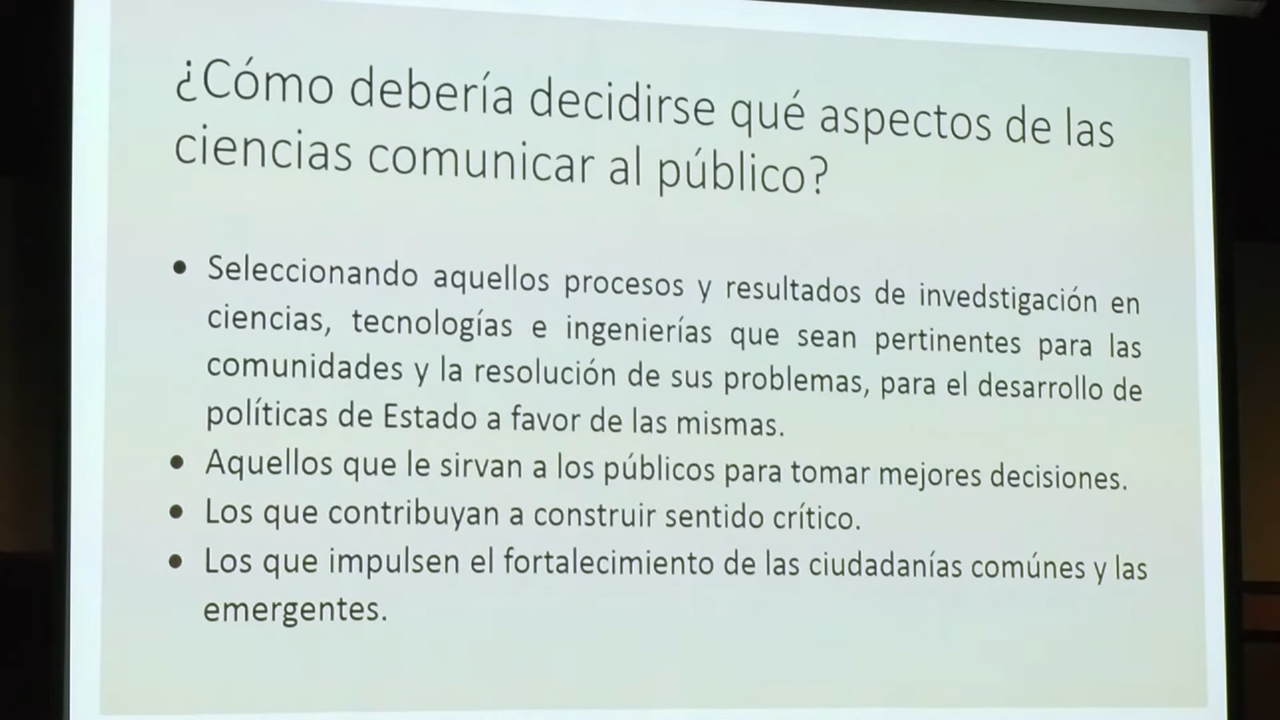 ¿Cómo debería decidirse qué aspectos de las
ciencias comunicar al público?
• Seleccionando aquellos procesos y resultados de invedstigación en
ciencias, tecnologías e ingenierías que sean pertinentes para las
comunidades y la resolución de sus problemas, para el desarrollo de
políticas de Estado a favor de las mismas.
• Aquellos que le sirvan a los públicos para tomar mejores decisiones.
• Los que contribuyan a construir sentido crítico.
• Los que impulsen el fortalecimiento de las ciudadanías comúnes y las
emergentes.